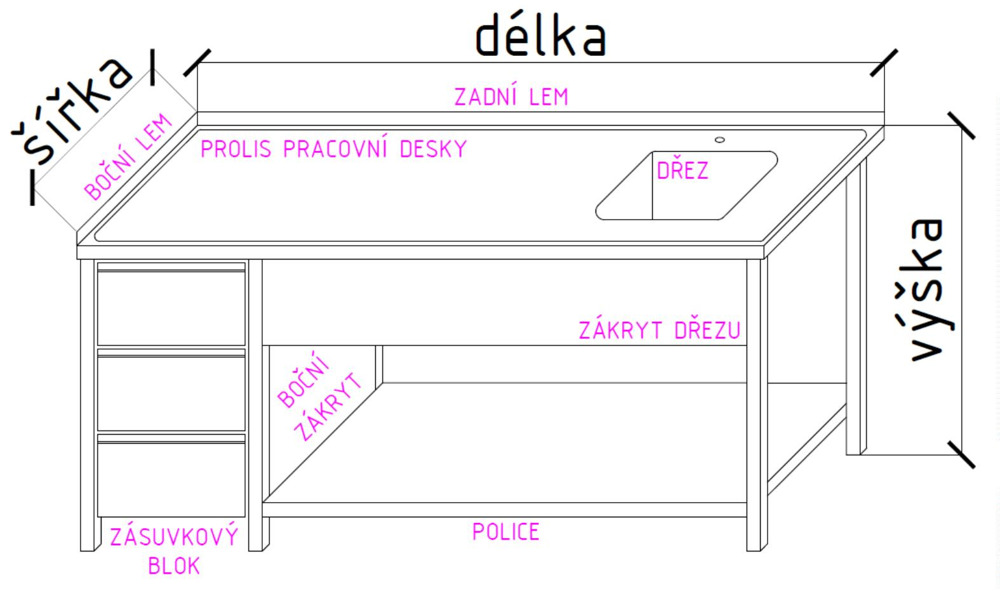 délka
šířka
ZADNÍ LEM
BOČNÍ LEM
PROLIS PRACOVNÍ DESKY
DŘEZ
výška
ZÁKRYT DŘEZU
BOČNÍ
ZÁKRYT
POLICE
ZÁSUVKOVÝ
BLOK